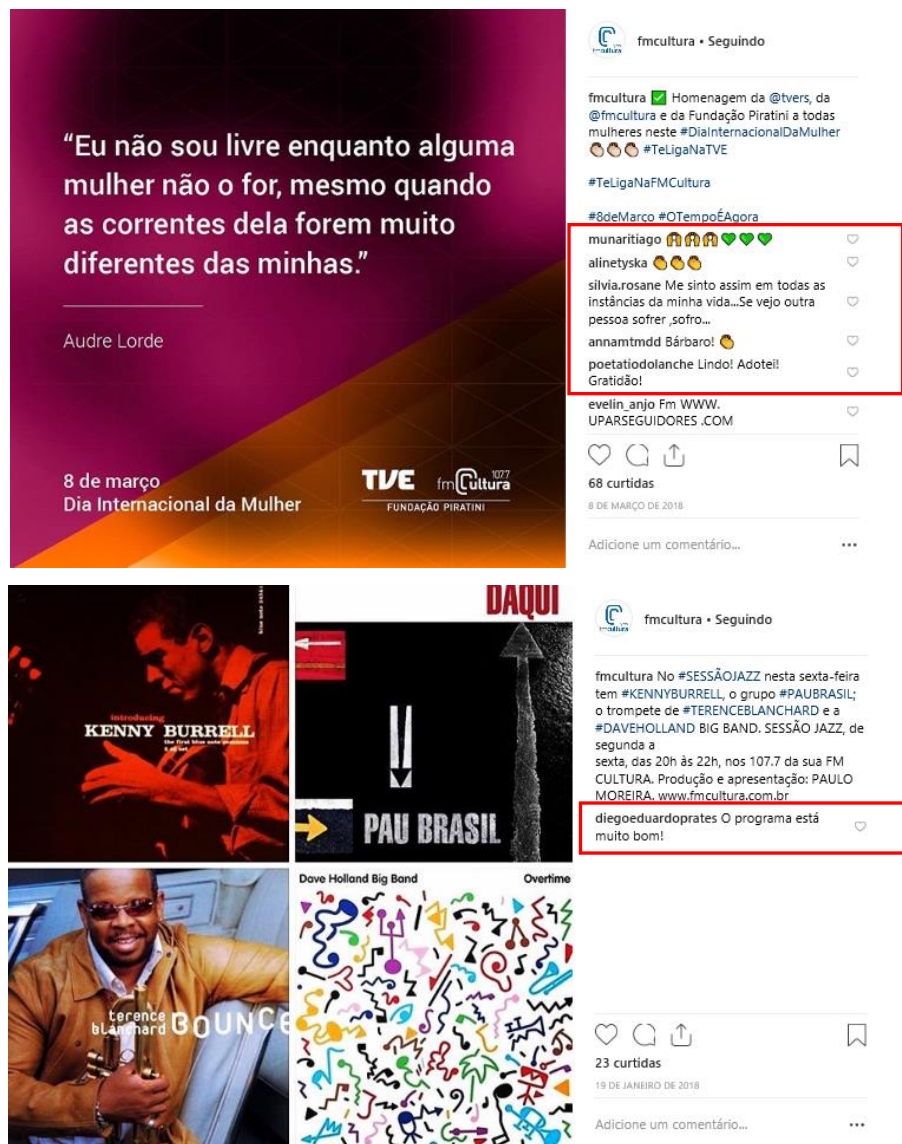 “Eu não sou livre enquanto alguma
mulher não o for, mesmo quando
as correntes dela forem muito
diferentes das minhas.”
Audre Lorde
8 de março
Dia Internacional da Mulher
TVE fmCultura 107.7
FUNDAÇÃO PIRATINI
fmcultura
fmcultura • Seguindo
fmcultura ✅ Homenagem da @tvers, da
@fmcultura e da Fundação Piratini a todas
mulheres neste #DiaInternacionalDaMulher
👏🏻👏🏻👏🏻 #TeLigaNaTVE
#TeLigaNaFMCultura
#8deMarço #OTempoÉAgora
munaritiago 🙌🙌🙌💚💚💚
alinetyska 👏👏👏
silvia.rosane Me sinto assim em todas as
instâncias da minha vida...Se vejo outra
pessoa sofrer ,sofro...
annamtmdd Bárbaro! 👏
poetatiodolanche Lindo! Adotei!
Gratidão!
evelin_anjo Fm WWW.
UPARSEGUIDORES .COM
68 curtidas
8 DE MARÇO DE 2018
Adicione um comentário...
introducing
KENNY BURRELL
DAQUI
PAU BRASIL
terence
blanchard BOUNCE
Dave Holland Big Band Overtime
fmcultura
fmcultura • Seguindo
fmcultura No #SESSÃOJAZZ nesta sexta-feira
tem #KENNYBURRELL, o grupo #PAUBRASIL;
o trompete de #TERENCEBLANCHARD e a
#DAVEHOLLAND BIG BAND. SESSÃO JAZZ, de
segunda a
sexta, das 20h às 22h, nos 107.7 da sua FM
CULTURA. Produção e apresentação: PAULO
MOREIRA. www.fmcultura.com.br
diegoeduardoprates O programa está
muito bom!
23 curtidas
19 DE JANEIRO DE 2018
Adicione um comentário...